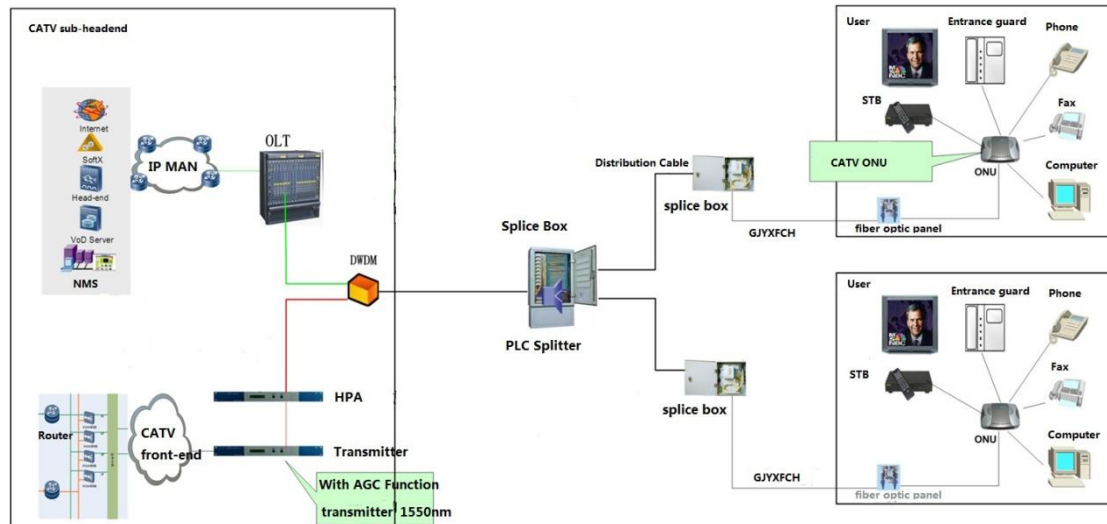 CATV sub-headend
Internet
SoftX
Head-end
VoD Server
NMS
IP MAN
OLT
DWDM
HPA
Router
CATV
front-end
Transmitter
With AGC Function
transmitter 1550nm
Splice Box
PLC Splitter
Distribution Cable
splice box
GJYXFCH
splice box
GJYXFCH
User
Entrance guard
Phone
STB
Fax
CATV ONU
ONU
Computer
fiber optic panel
User
Entrance guard
Phone
STB
Fax
ONU
Computer
fiber optic panel